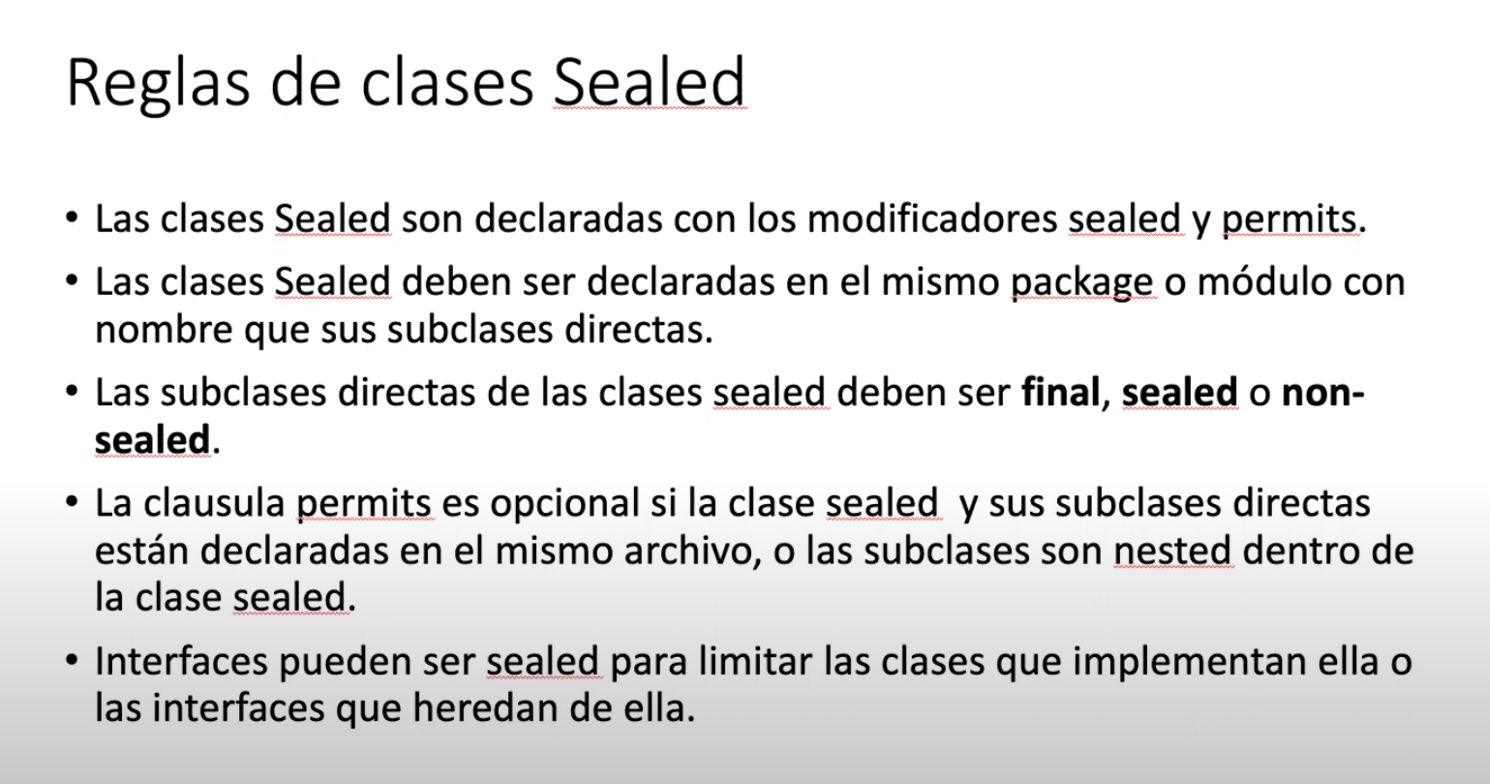 Reglas de clases Sealed
• Las clases Sealed son declaradas con los modificadores sealed y permits.
• Las clases Sealed deben ser declaradas en el mismo package o módulo con
nombre que sus subclases directas.
• Las subclases directas de las clases sealed deben ser final, sealed o non-
sealed.
• La clausula permits es opcional si la clase sealed  y sus subclases directas
están declaradas en el mismo archivo, o las subclases son nested dentro de
la clase sealed.
• Interfaces pueden ser sealed para limitar las clases que implementan ella o
las interfaces que heredan de ella.